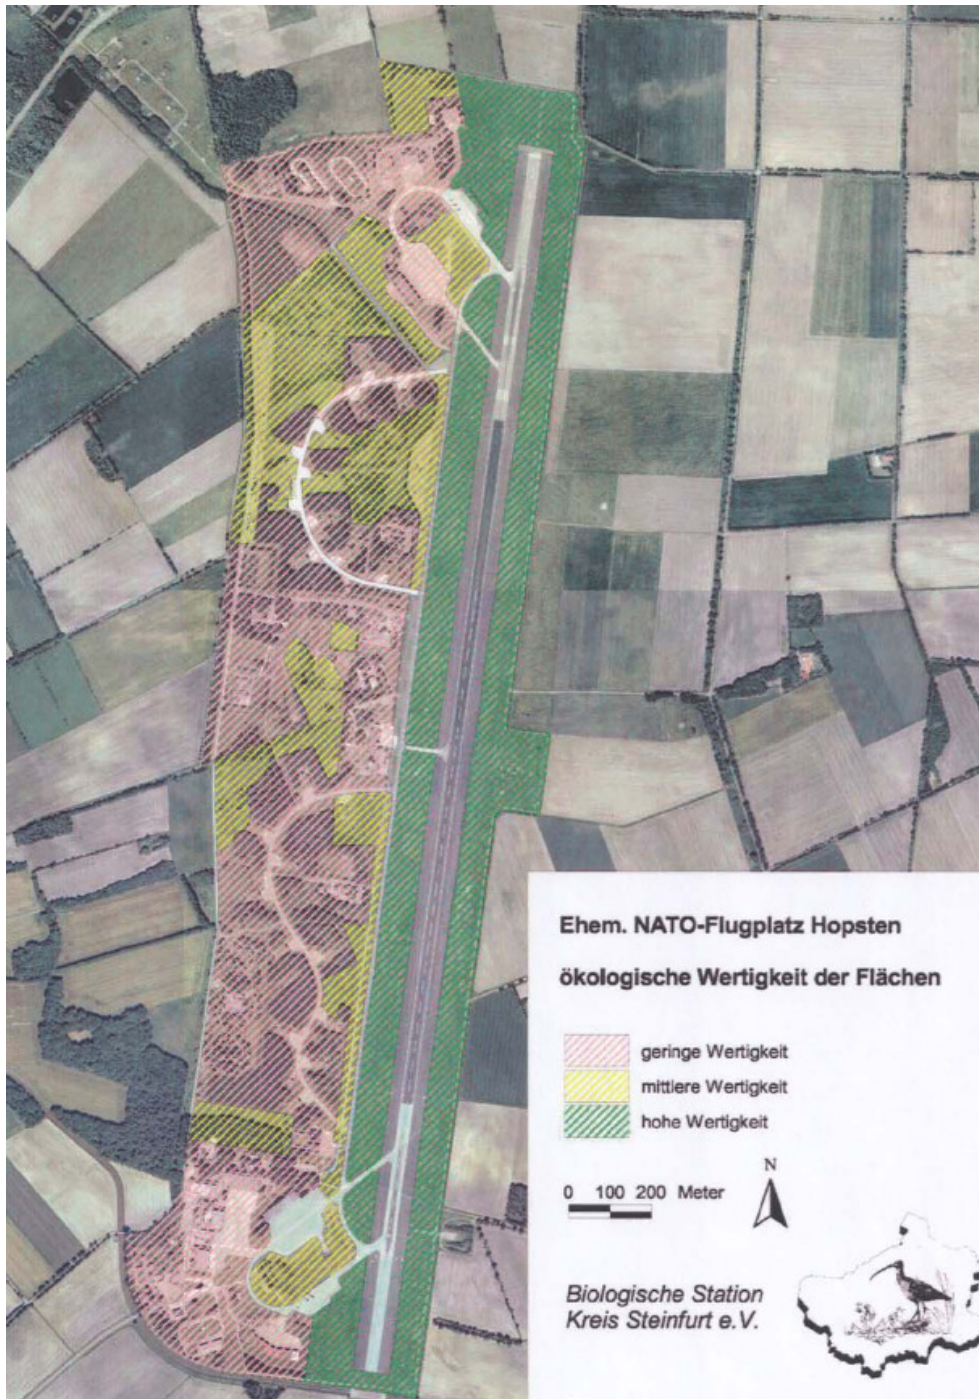 Ehem. NATO-Flugplatz Hopsten
ökologische Wertigkeit der Flächen
geringe Wertigkeit
mittlere Wertigkeit
hohe Wertigkeit
0 100 200 Meter
N
Biologische Station
Kreis Steinfurt e.V.